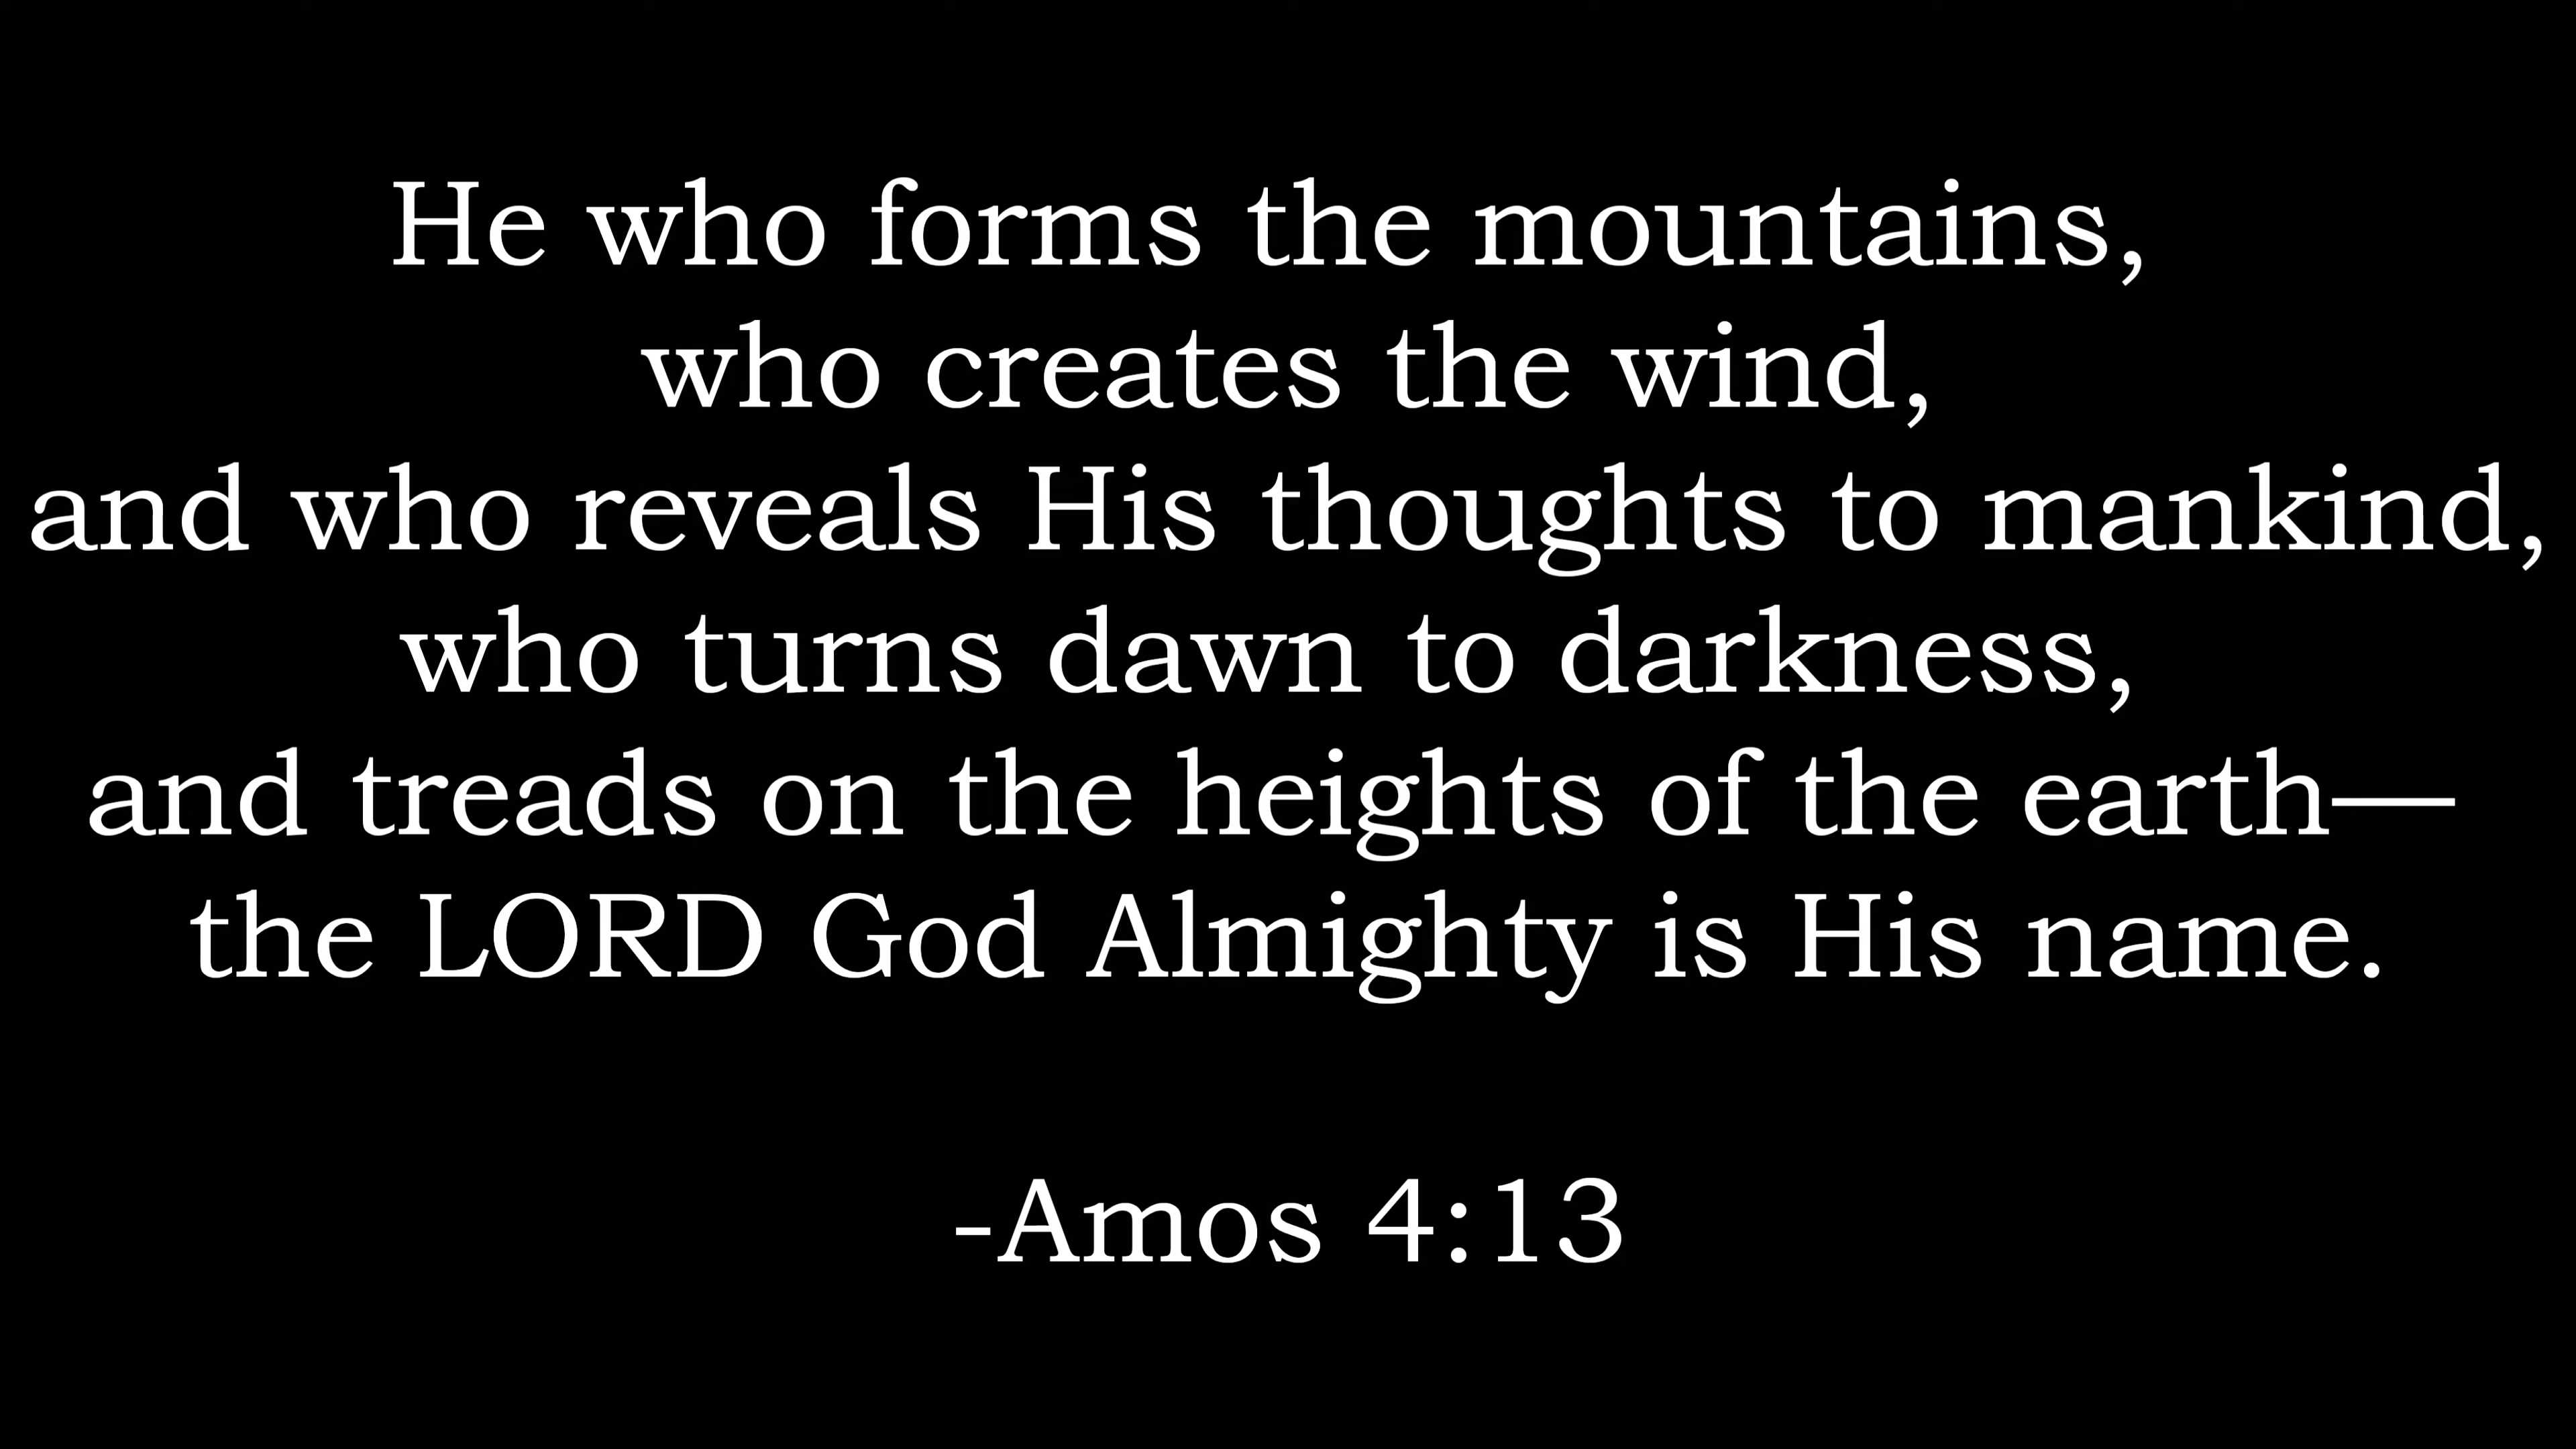 He who forms the mountains,
who creates the wind,
and who reveals His thoughts to mankind,
who turns dawn to darkness,
and treads on the heights of the earth—
the LORD God Almighty is His name.
-Amos 4:13